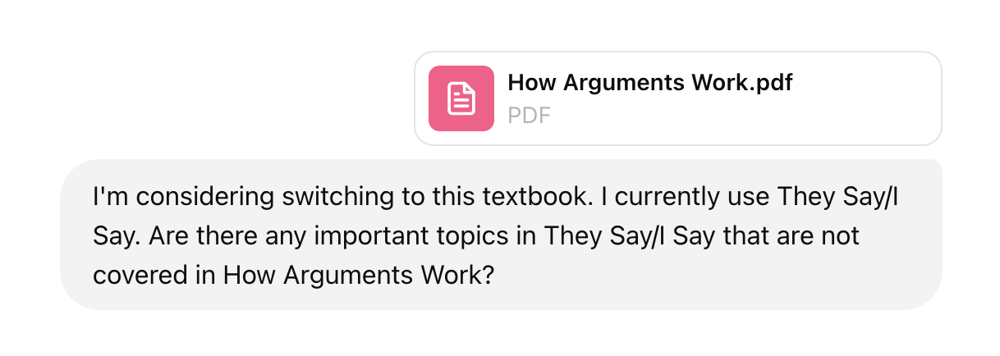 How Arguments Work.pdf
PDF
I'm considering switching to this textbook. I currently use They Say/I
Say. Are there any important topics in They Say/I Say that are not
covered in How Arguments Work?